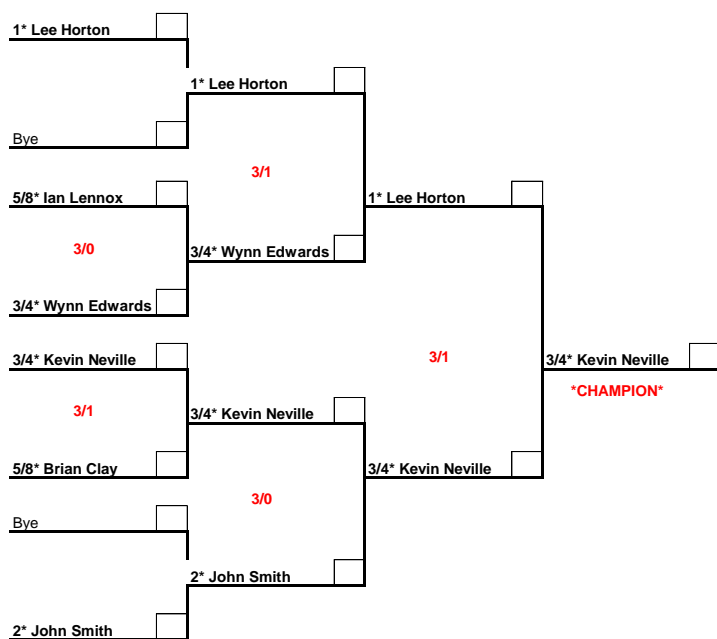 1* Lee Horton
1* Lee Horton
Bye
3/1
5/8* Ian Lennox
1* Lee Horton
3/0
3/4* Wynn Edwards
3/4* Wynn Edwards
3/4* Kevin Neville
3/1
3/4* Kevin Neville
*CHAMPION*
3/1
3/4* Kevin Neville
5/8* Brian Clay
3/4* Kevin Neville
3/0
Bye
2* John Smith
2* John Smith